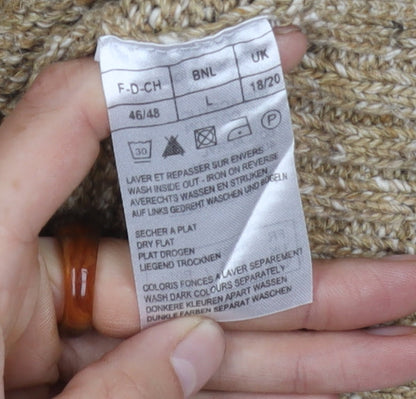 F-D-CH BNL UK
46/48 L 18/20
30 P
LAVER ET REPASSER SUR ENVERS
WASH INSIDE OUT - IRON ON REVERSE
AVERECHTS WASSEN EN STRIJKEN
AUF LINKS GEDREHT WASCHEN UND BÜGELN
SECHER A PLAT
DRY FLAT
PLAT DROGEN
LIEGEND TROCKNEN
COLORIS FONCES A LAVER SEPAREMENT
WASH DARK COLOURS SEPARATELY
DONKERE KLEUREN APART WASSEN
DUNKLE FARBEN SEPARAT WASCHEN